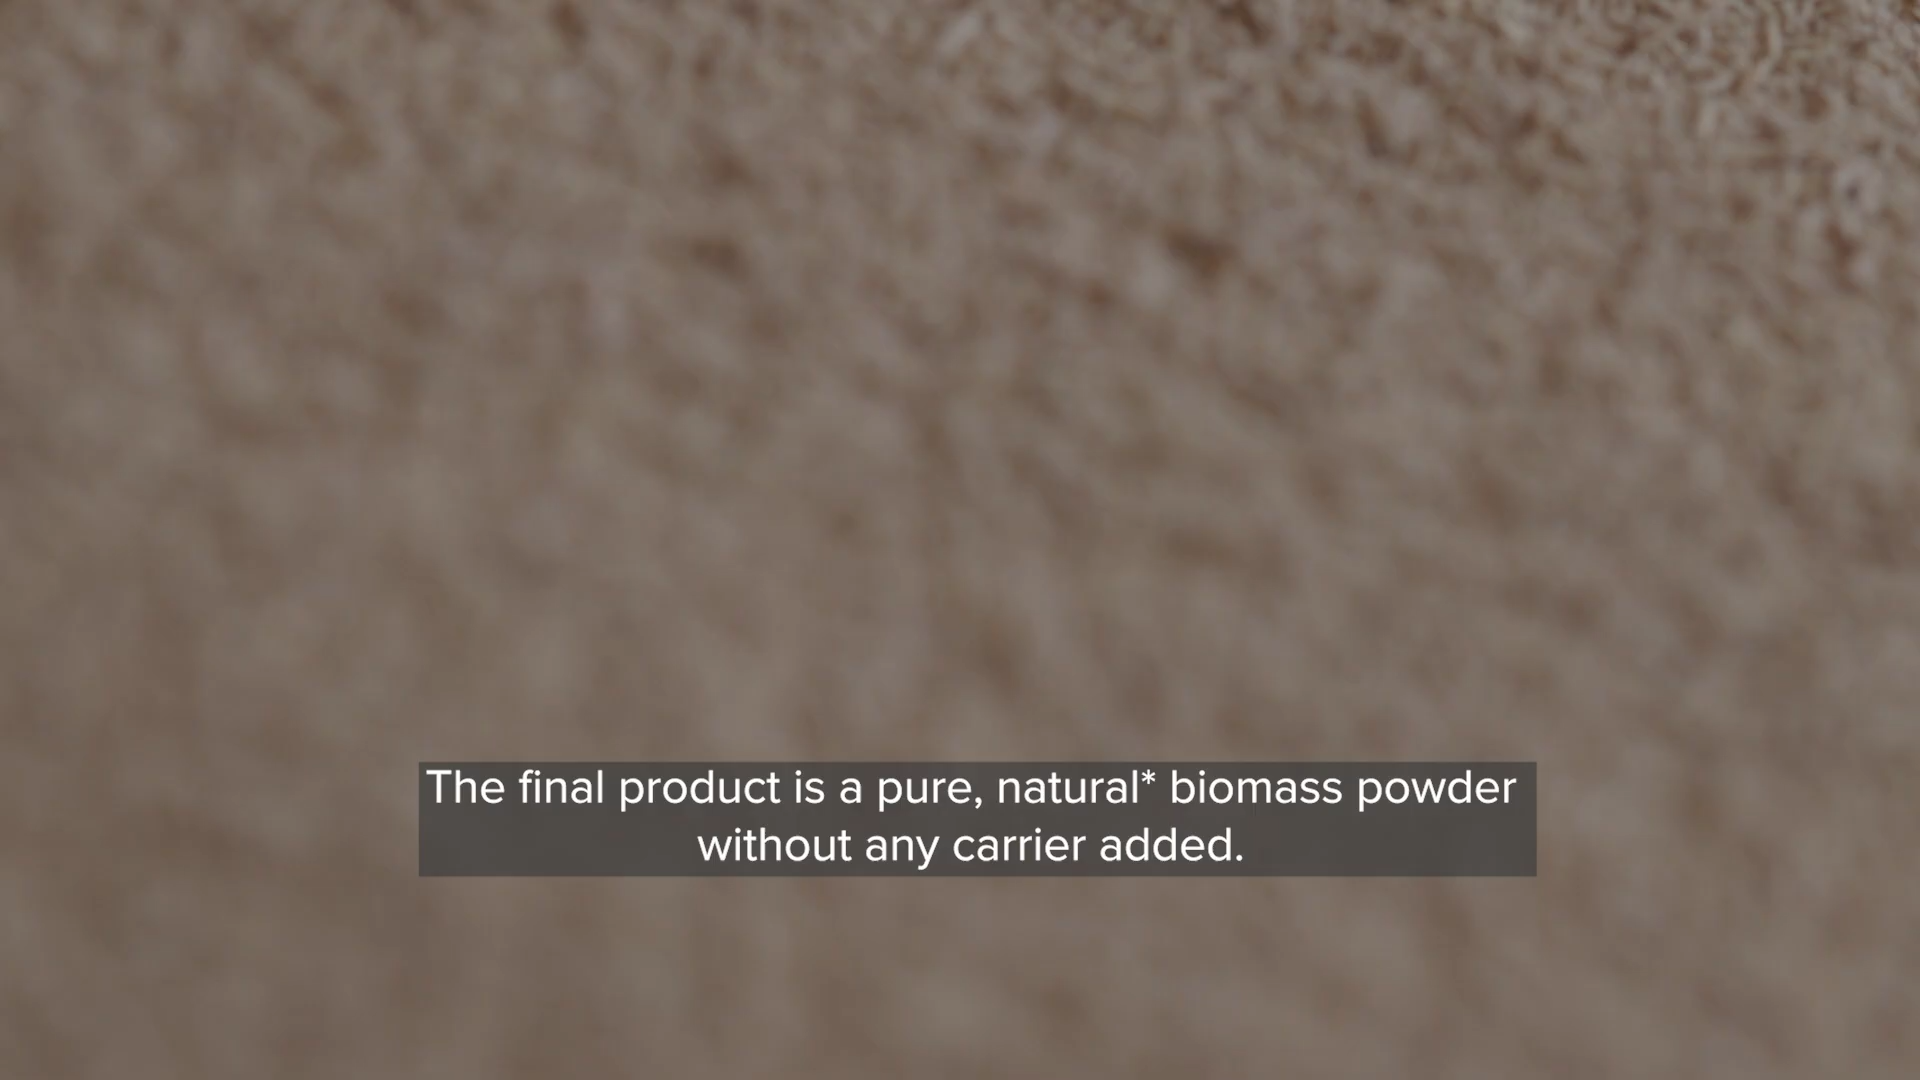 The final product is a pure, natural* biomass powder
without any carrier added.